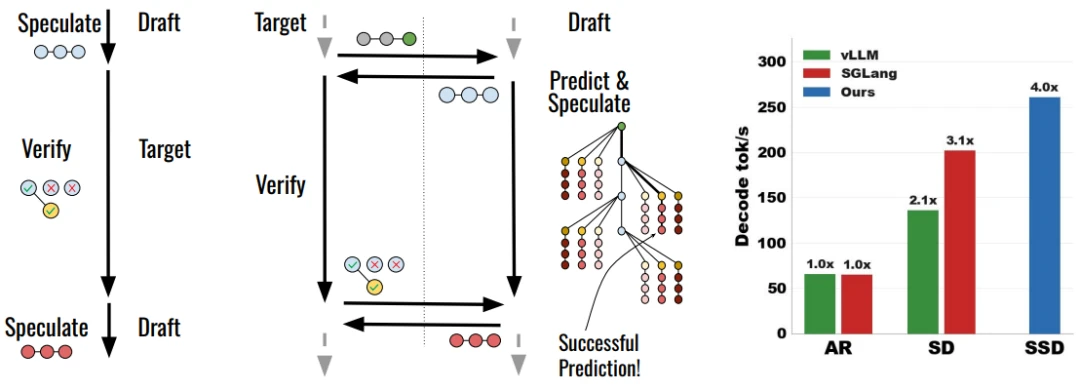 Speculate
Draft
Verify
Target
Speculate
Draft
Target
Draft
Predict &
Speculate
Verify
Successful
Prediction!
vLLM
SGLang
Ours
Decode tok/s
300
250
200
150
100
50
0
1.0x
1.0x
2.1x
3.1x
4.0x
AR
SD
SSD